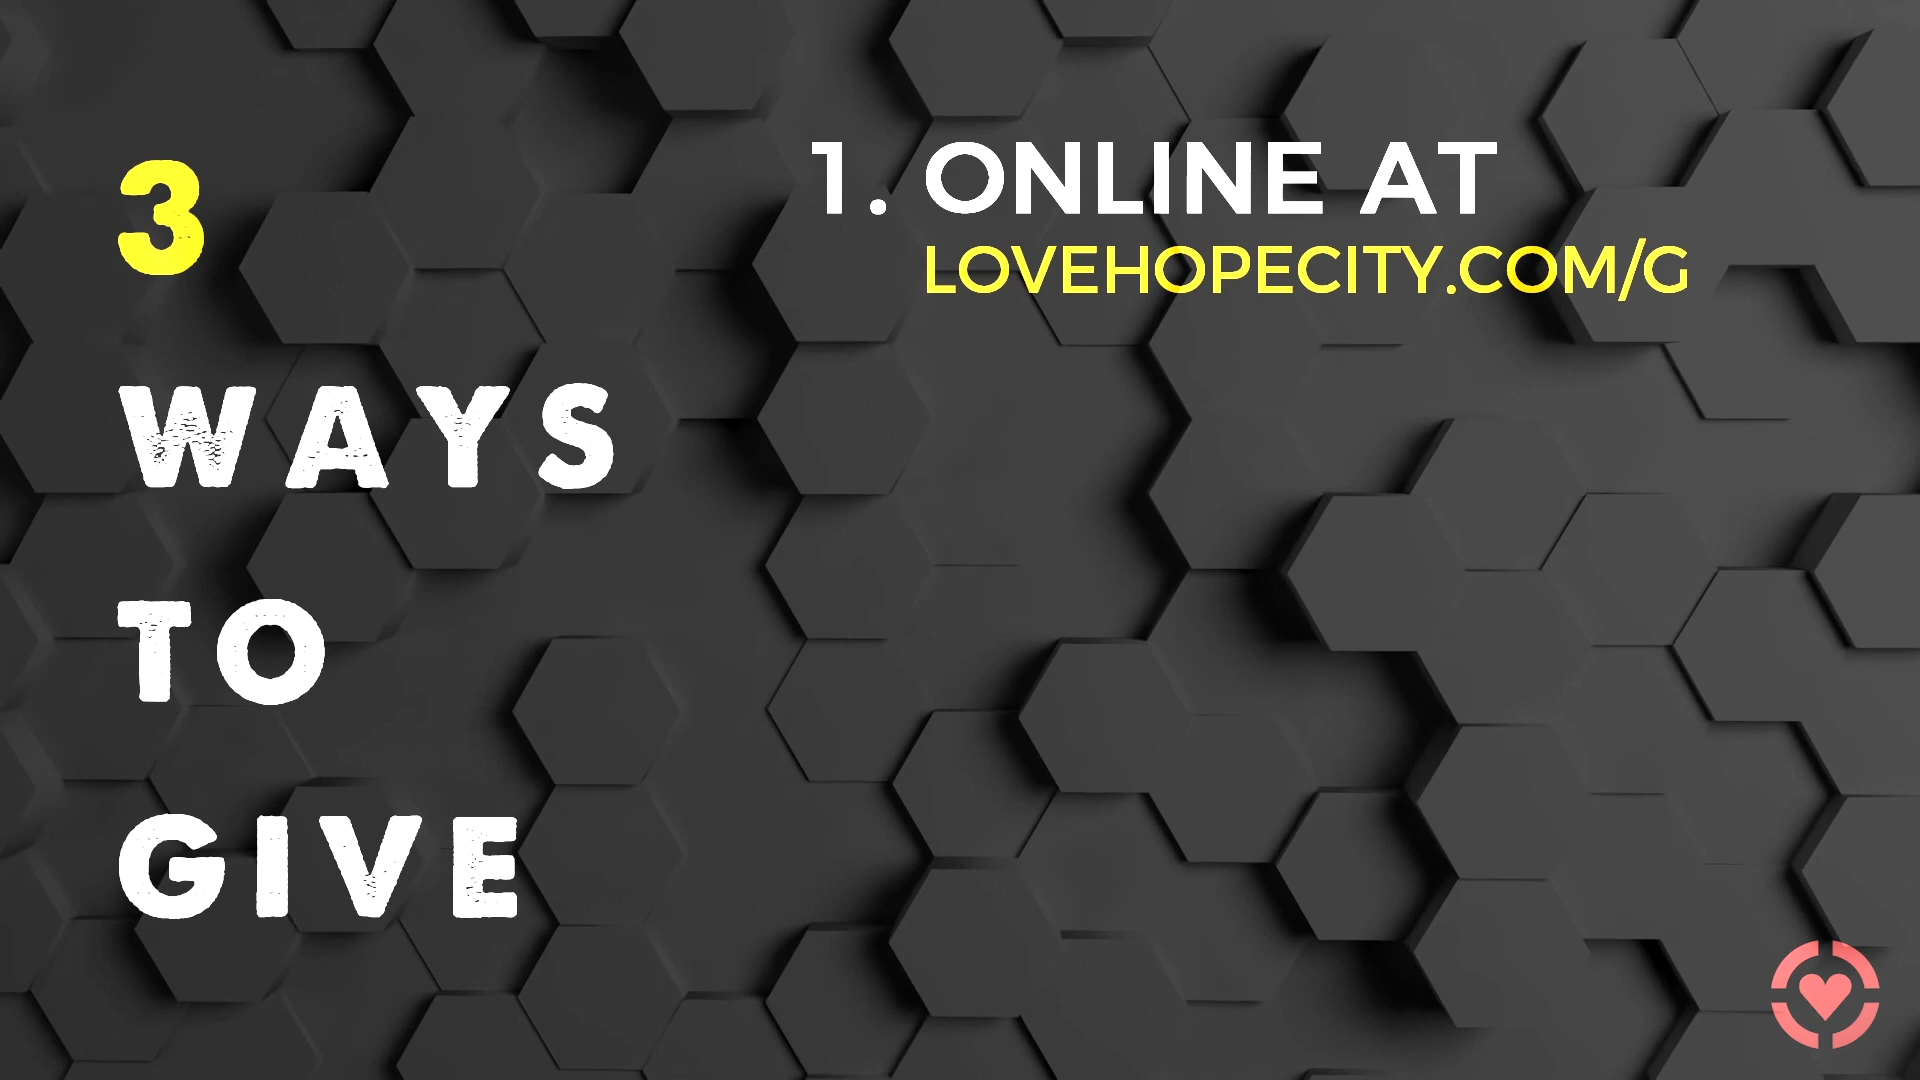 3
WAYS
TO
GIVE
1. ONLINE AT
LOVEHOPECITY.COM/G